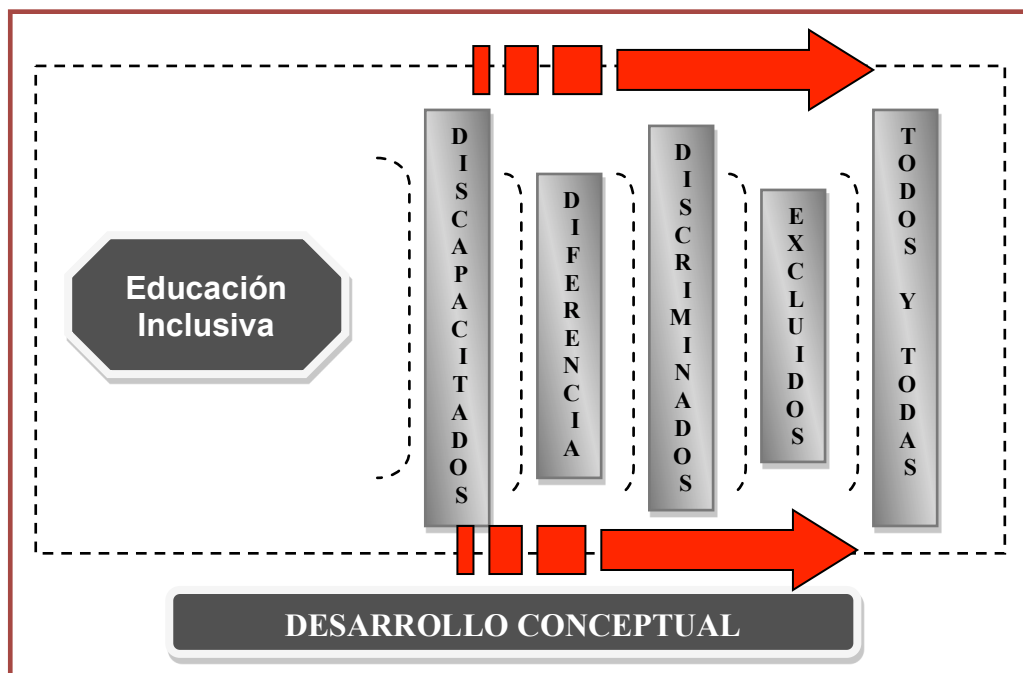 Educación
Inclusiva
DISCAPACITADOS
DIFERENCIA
DISCRIMINADOS
EXCLUIDOS
TODOS Y TODAS
DESARROLLO CONCEPTUAL